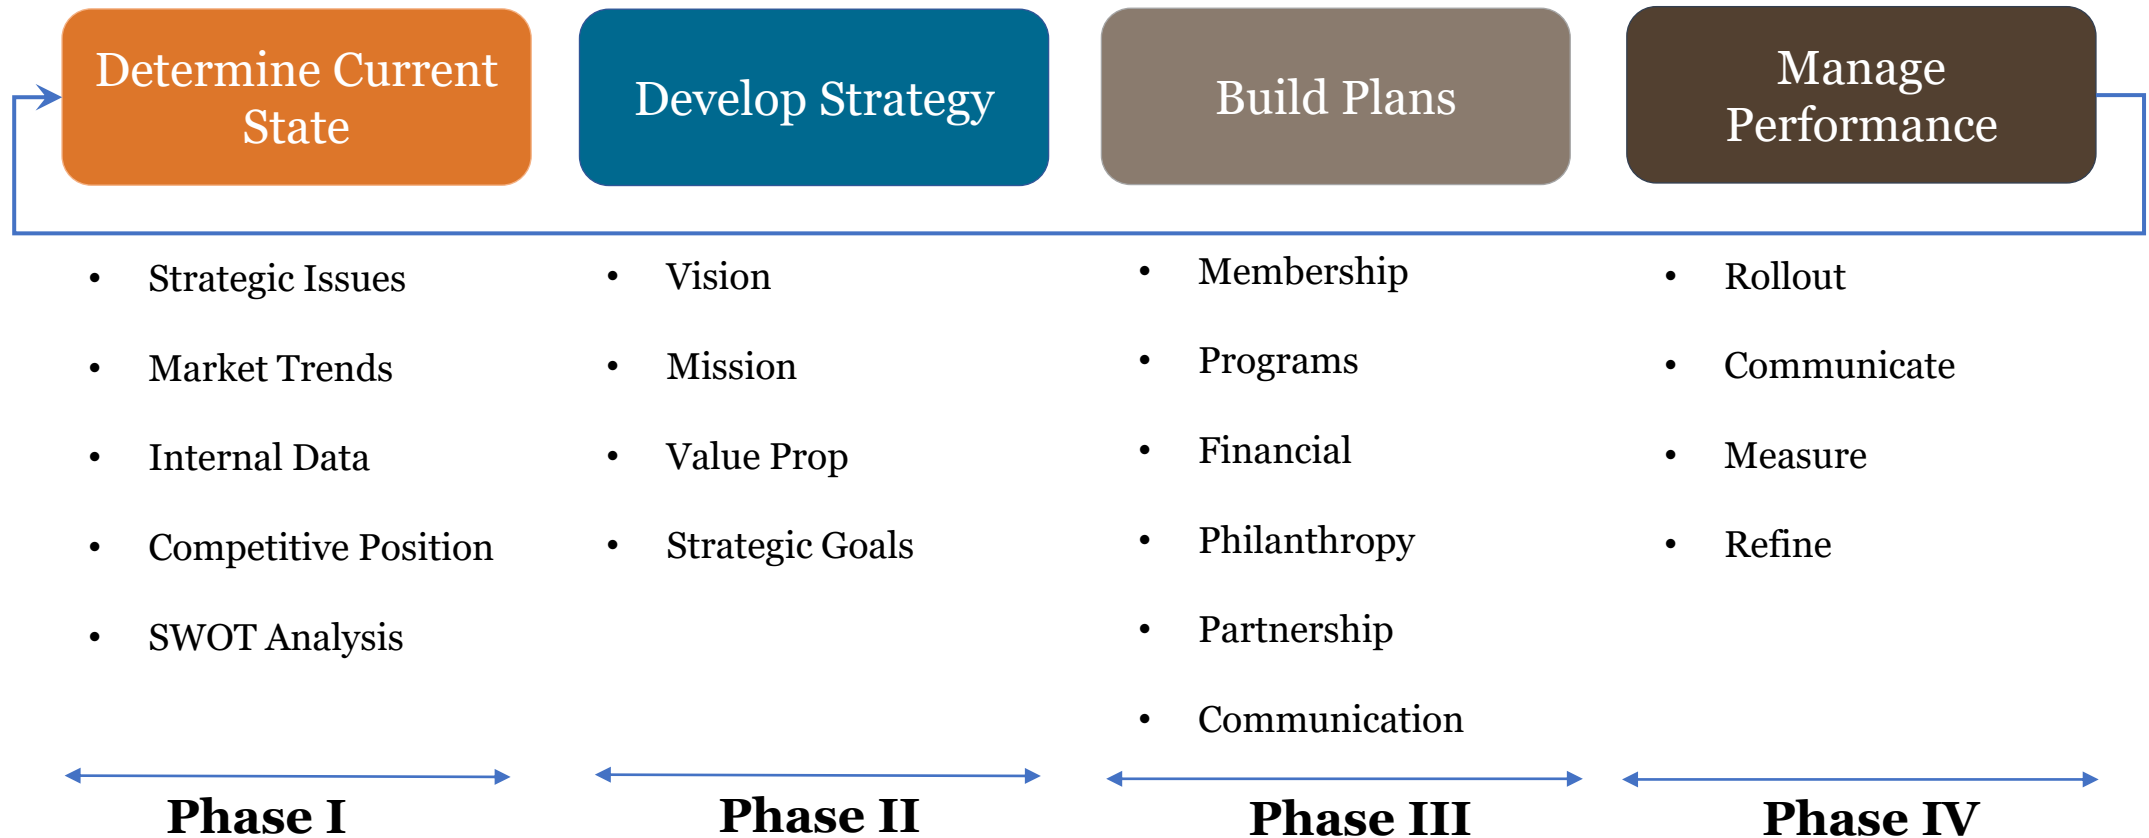 Determine Current
State
Develop Strategy
Build Plans
Manage
Performance
• Strategic Issues
• Market Trends
• Internal Data
• Competitive Position
• SWOT Analysis
• Vision
• Mission
• Value Prop
• Strategic Goals
• Membership
• Programs
• Financial
• Philanthropy
• Partnership
• Communication
• Rollout
• Communicate
• Measure
• Refine
Phase I
Phase II
Phase III
Phase IV